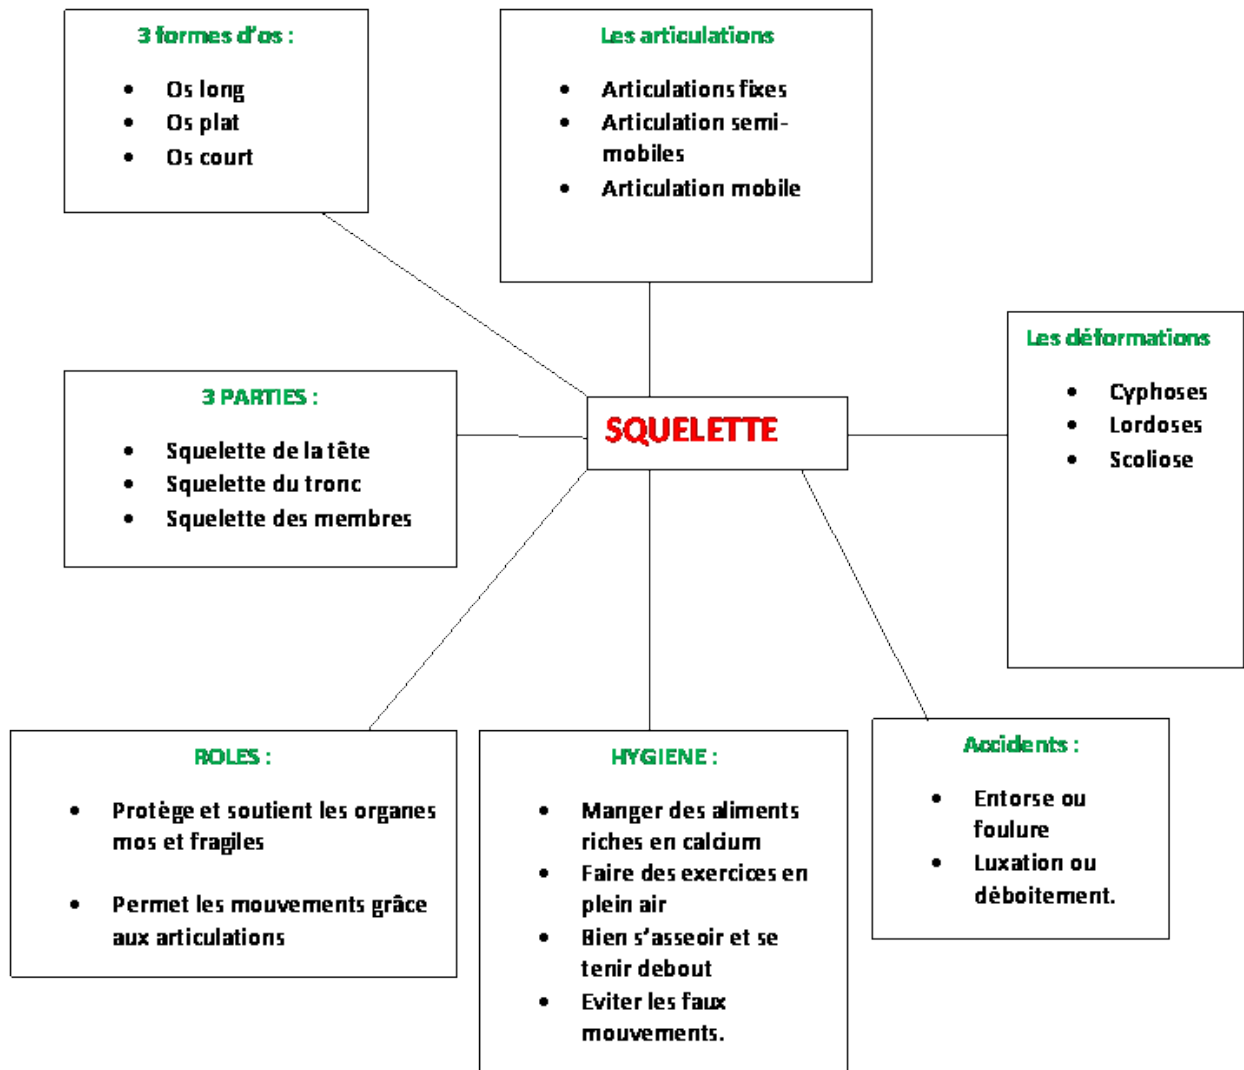 3 formes d'os :
• Os long
• Os plat
• Os court
Les articulations
• Articulations fixes
• Articulation semi-
mobiles
• Articulation mobile
Les déformations
• Cyphoses
• Lordoses
• Scoliose
3 PARTIES :
• Squelette de la tête
• Squelette du tronc
• Squelette des membres
SQUELETTE
ROLES :
• Protège et soutient les organes
mos et fragiles
• Permet les mouvements grâce
aux articulations
HYGIENE :
• Manger des aliments
riches en calcium
• Faire des exercices en
plein air
• Bien s'asseoir et se
tenir debout
• Eviter les faux
mouvements.
Accidents :
• Entorse ou
foulure
• Luxation ou
déboitement.